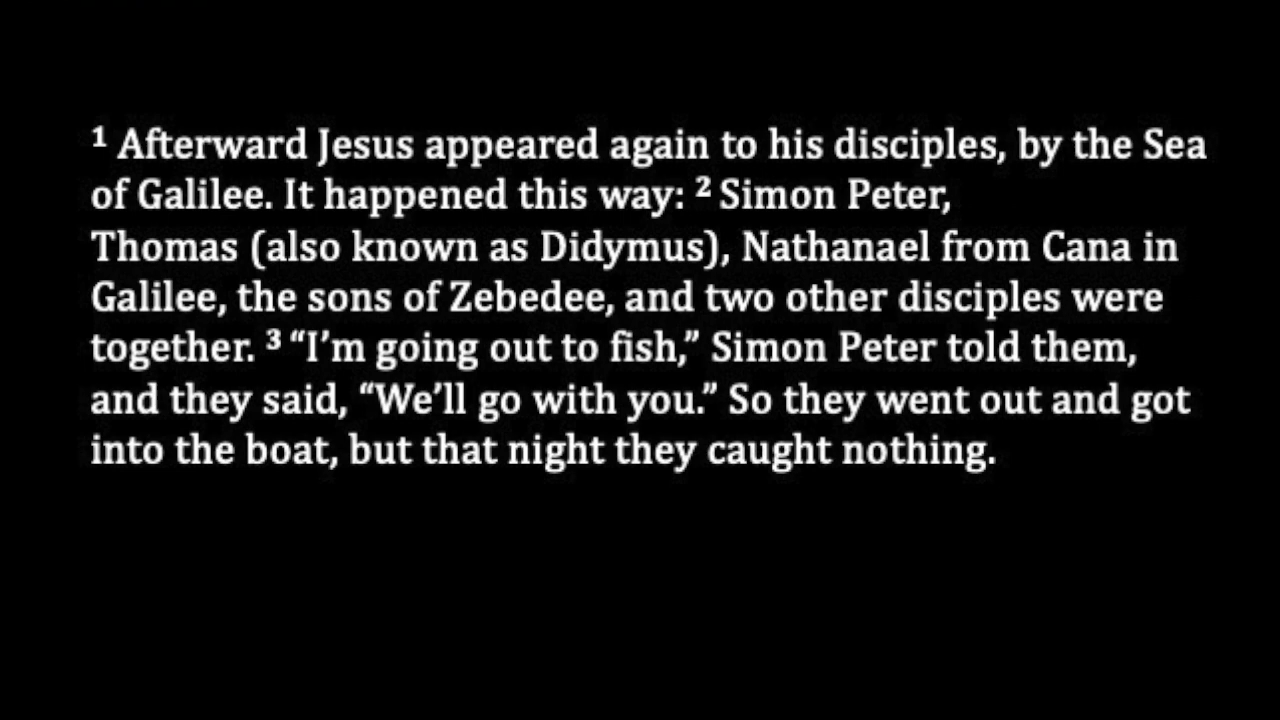 ¹ Afterward Jesus appeared again to his disciples, by the Sea
of Galilee. It happened this way: ² Simon Peter,
Thomas (also known as Didymus), Nathanael from Cana in
Galilee, the sons of Zebedee, and two other disciples were
together. ³ “I’m going out to fish,” Simon Peter told them,
and they said, “We’ll go with you.” So they went out and got
into the boat, but that night they caught nothing.